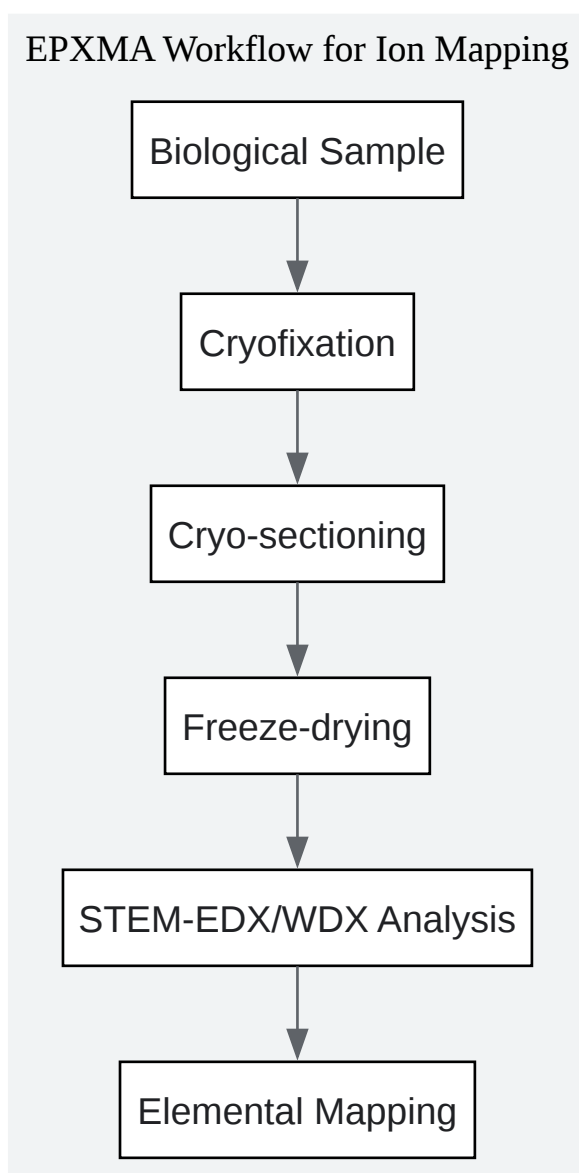 EPXMA Workflow for Ion Mapping
Biological Sample
Cryofixation
Cryo-sectioning
Freeze-drying
STEM-EDX/WDX Analysis
Elemental Mapping